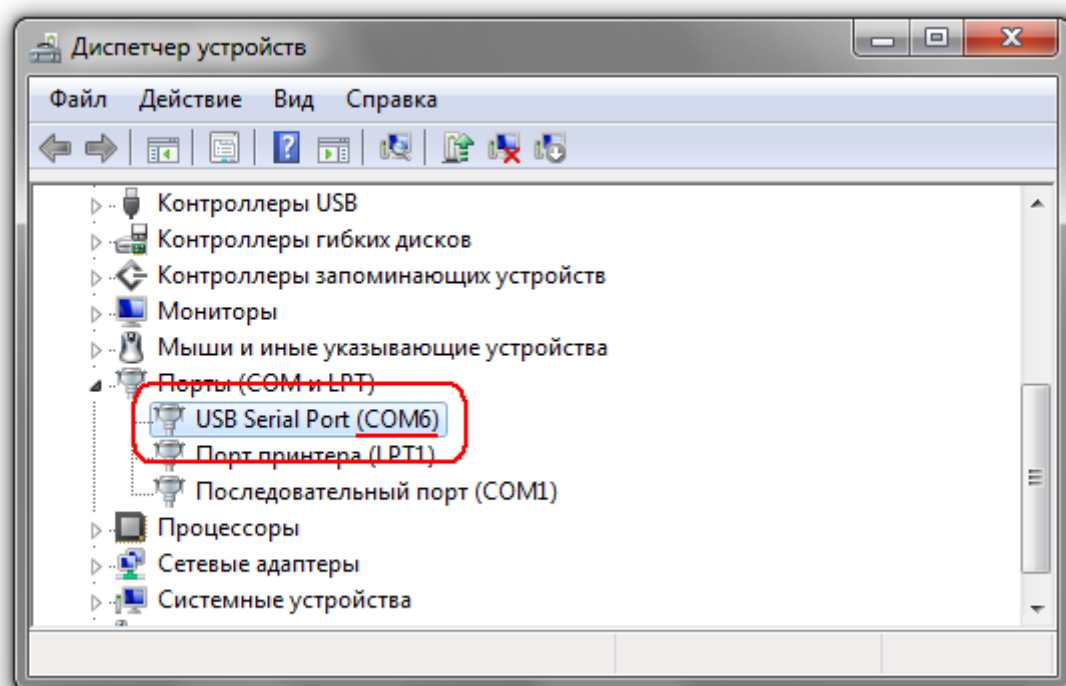 Диспетчер устройств
Файл Действие Вид Справка
Контроллеры USB
Контроллеры гибких дисков
Контроллеры запоминающих устройств
Мониторы
Мыши и иные указывающие устройства
Порты (COM и LPT)
USB Serial Port (COM6)
Порт принтера (LPT1)
Последовательный порт (COM1)
Процессоры
Сетевые адаптеры
Системные устройства